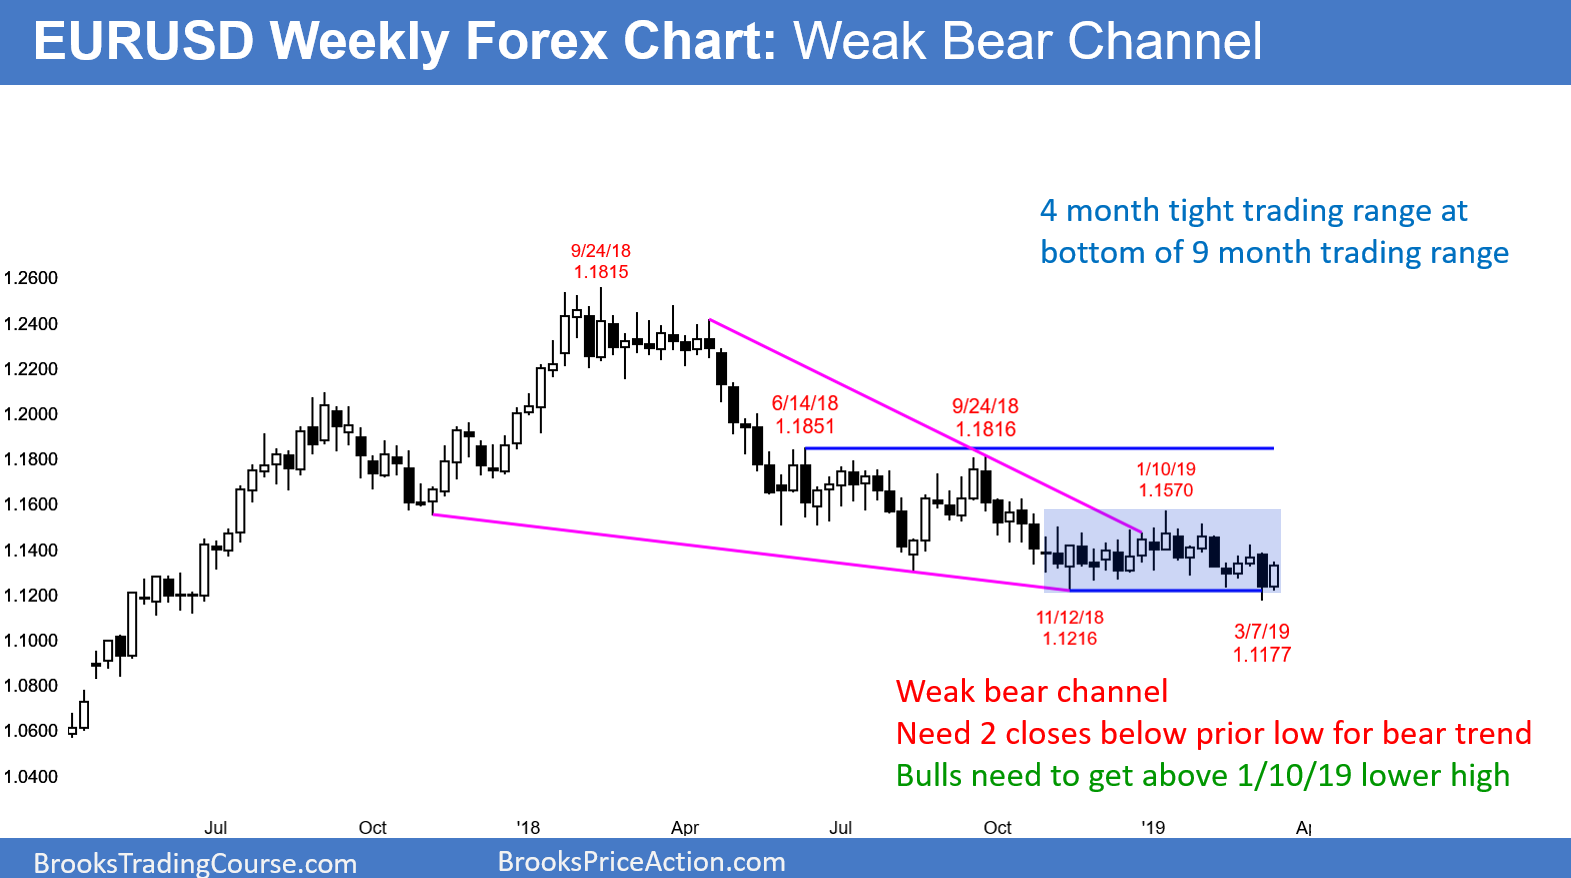 EURUSD Weekly Forex Chart: Weak Bear Channel
4 month tight trading range at
bottom of 9 month trading range
9/24/18
1.1815
1.2600
1.2400
1.2200
1.2000
1.1800
1.1600
1.1400
1.1200
1.1000
1.0800
1.0600
1.0400
6/14/18
1.1851
9/24/18
1.1816
1/10/19
1.1570
11/12/18
1.1216
3/7/19
1.1177
Weak bear channel
Need 2 closes below prior low for bear trend
Bulls need to get above 1/10/19 lower high
Jul Oct '18 Apr Jul Oct '19
BrooksTradingCourse.com
BrooksPriceAction.com